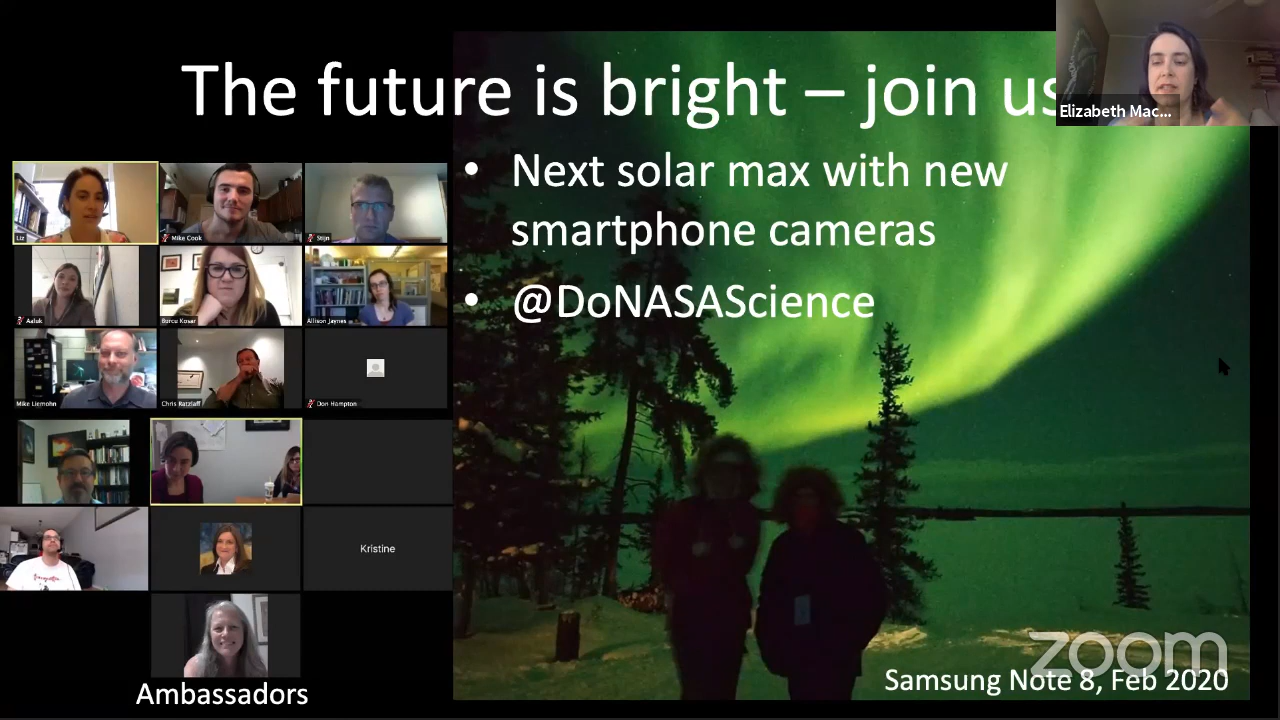 The future is bright – join us
Elizabeth Mac...
• Next solar max with new
smartphone cameras
• @DoNASAScience
Liz
Mike Cook
Stijn
Aaluk
Burcu Kosar
Allison Jaynes
Mike Liemohn
Chris Ratzlaff
Don Hampton
Kristine
Ambassadors
zoom
Samsung Note 8, Feb 2020